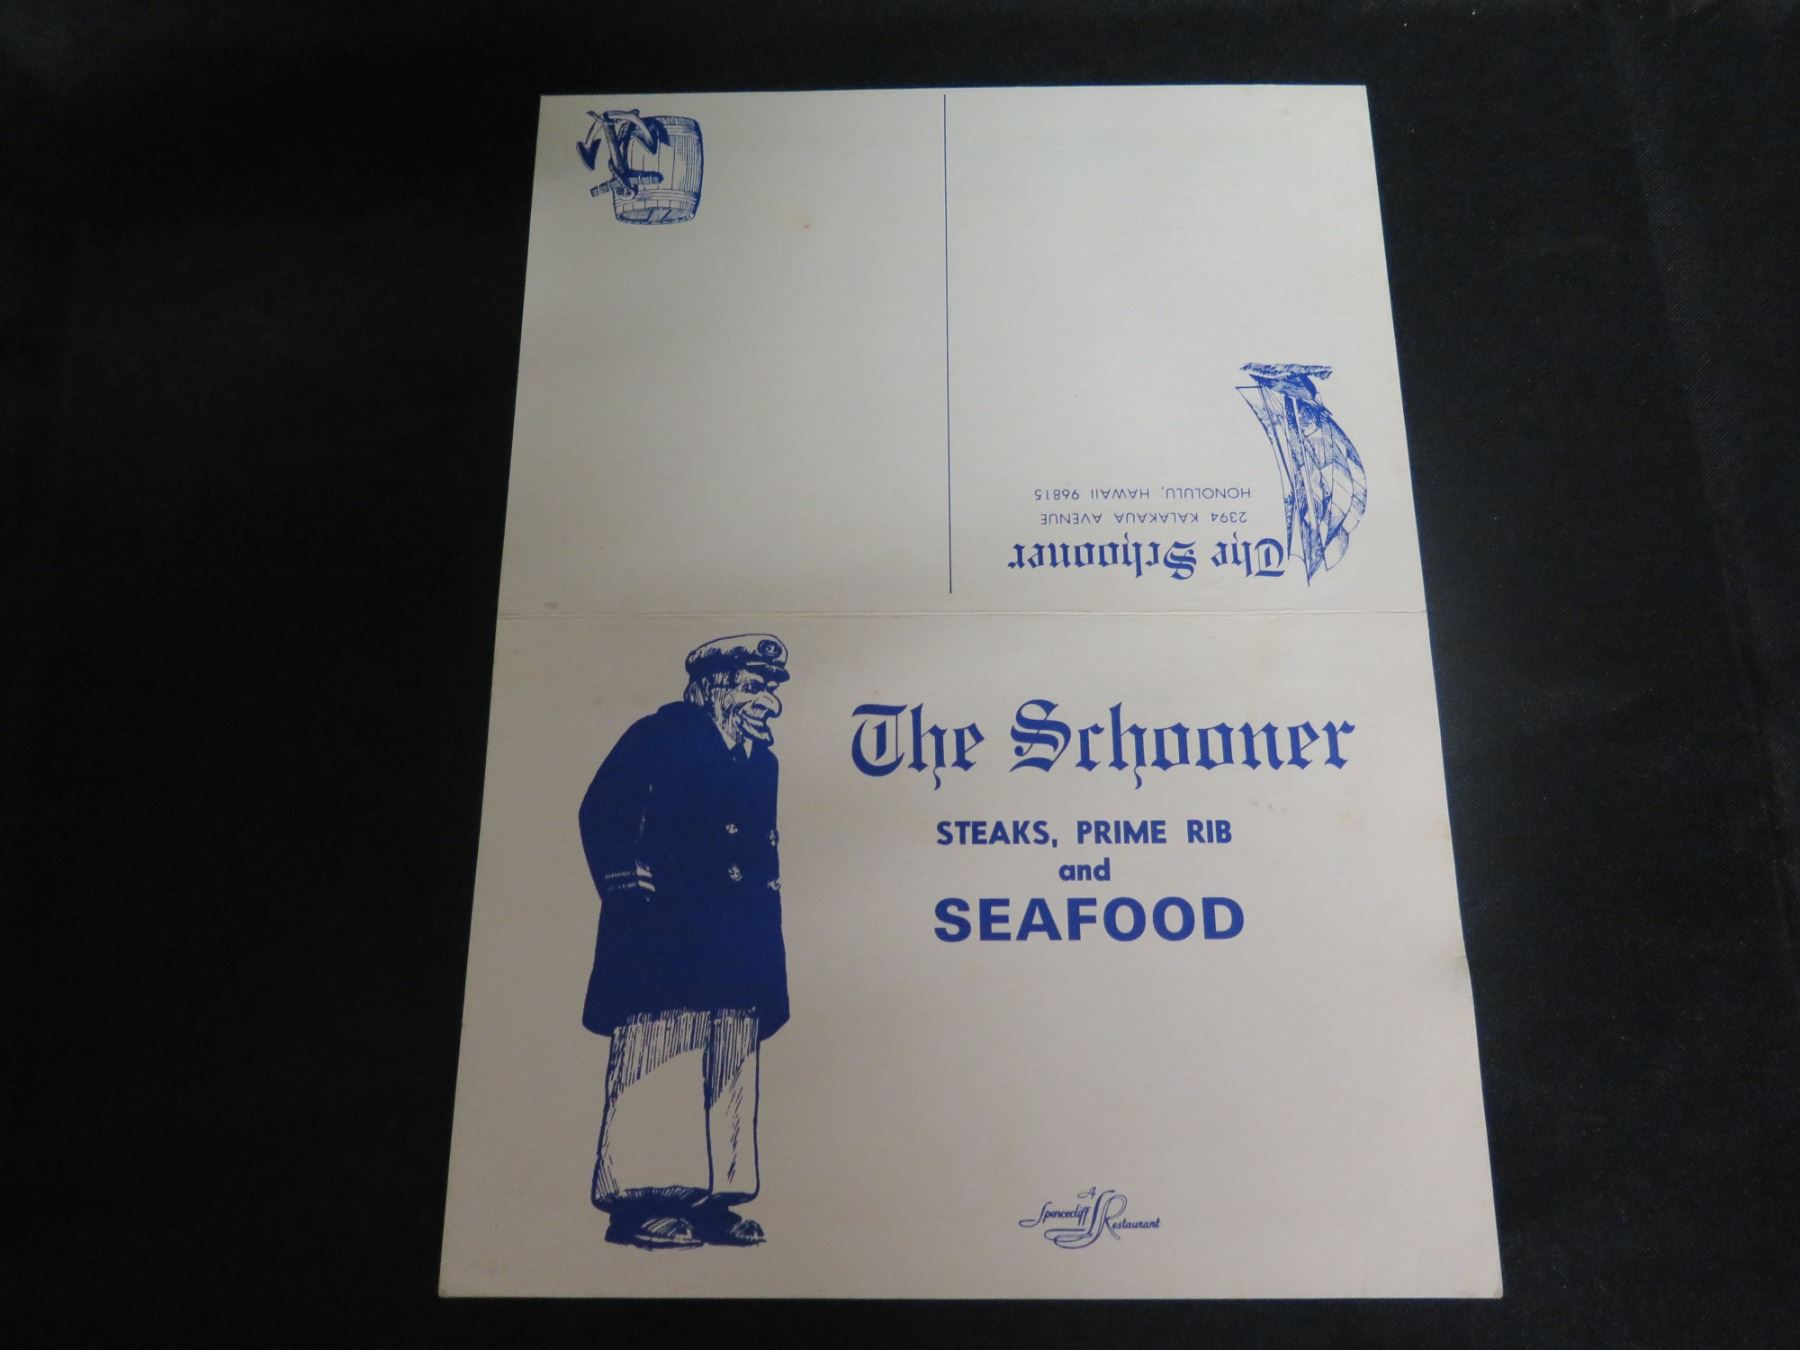 The Schooner
2394 KALAKAUA AVENUE
HONOLULU, HAWAII 96815
The Schooner
STEAKS, PRIME RIB
and
SEAFOOD
A
Spencecliff Restaurant